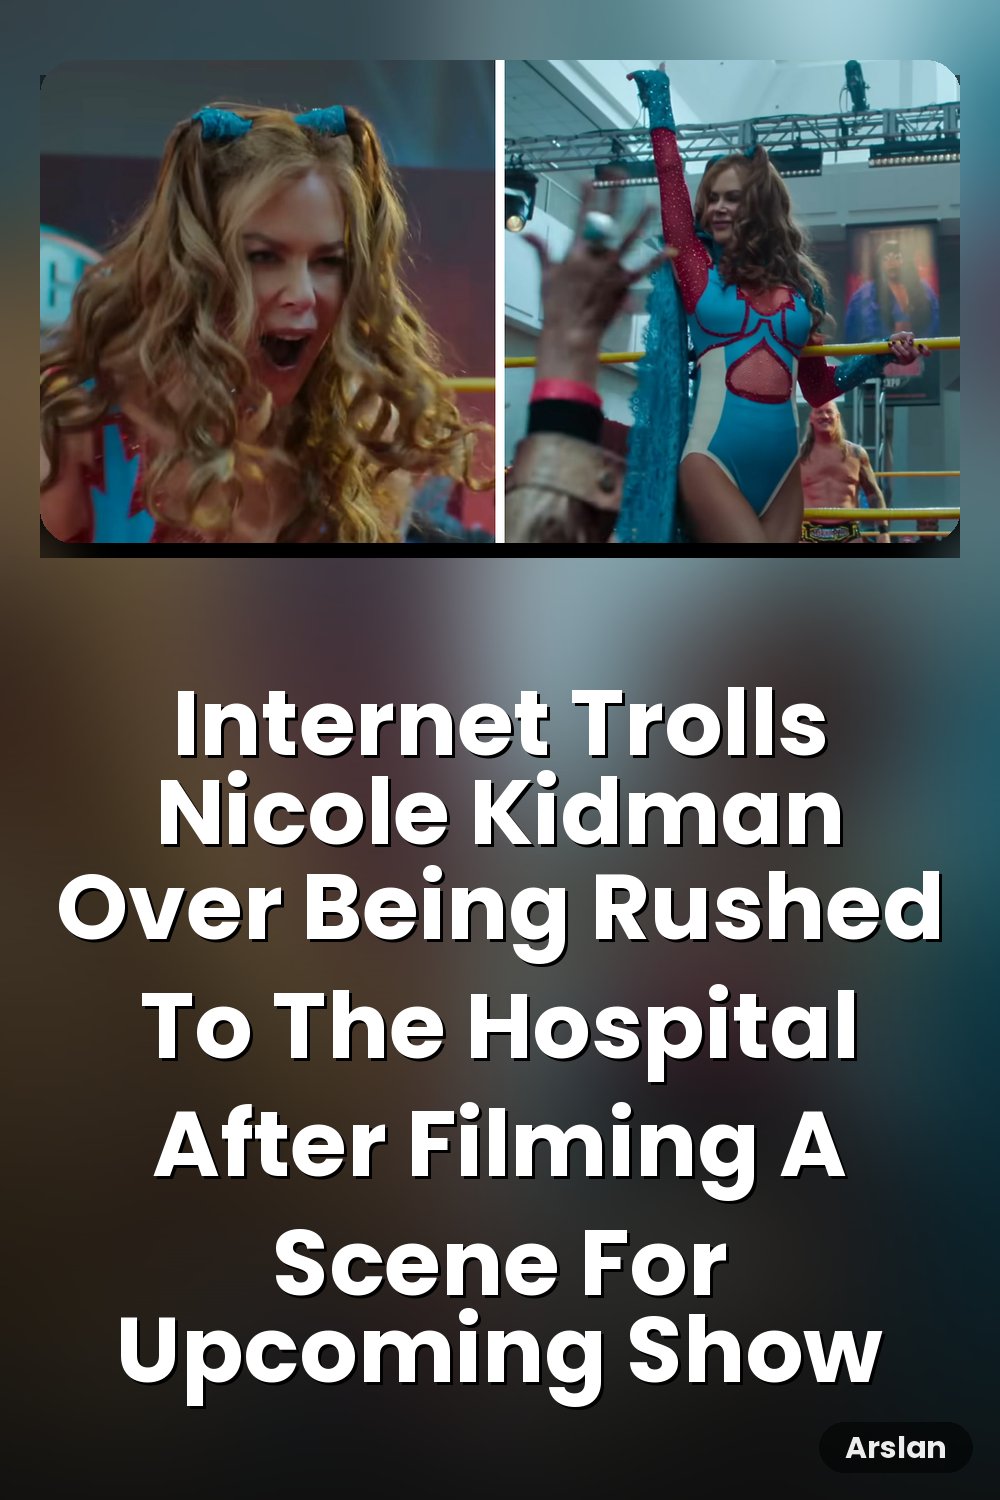 Internet Trolls
Nicole Kidman
Over Being Rushed
To The Hospital
After Filming A
Scene For
Upcoming Show
Arslan